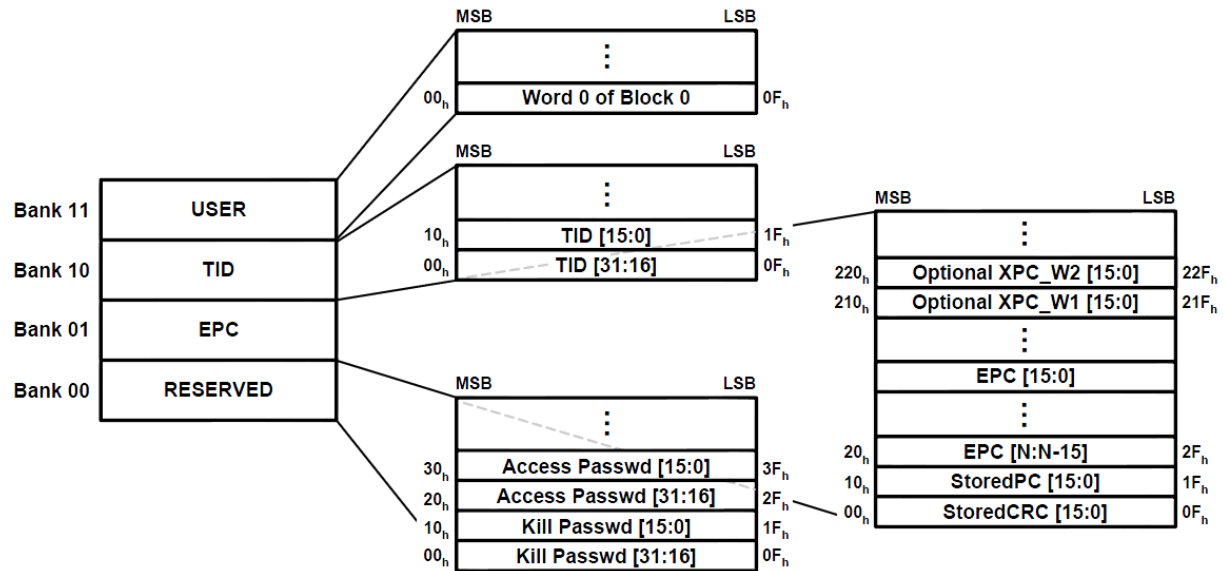 MSB LSB
⋮
00h Word 0 of Block 0 0Fh
MSB LSB
⋮
10h TID [15:0] 1Fh
00h TID [31:16] 0Fh
Bank 11 USER
Bank 10 TID
Bank 01 EPC
Bank 00 RESERVED
MSB LSB
⋮
30h Access Passwd [15:0] 3Fh
20h Access Passwd [31:16] 2Fh
10h Kill Passwd [15:0] 1Fh
00h Kill Passwd [31:16] 0Fh
MSB LSB
⋮
220h Optional XPC_W2 [15:0] 22Fh
210h Optional XPC_W1 [15:0] 21Fh
⋮
EPC [15:0]
⋮
20h EPC [N:N-15] 2Fh
10h StoredPC [15:0] 1Fh
00h StoredCRC [15:0] 0Fh